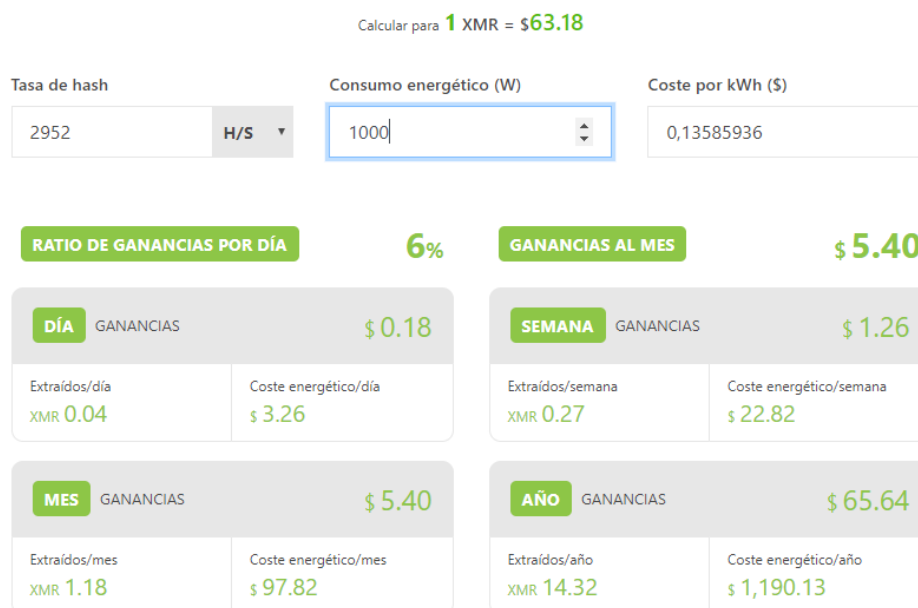 Calcular para 1 XMR = $63.18
Tasa de hash
Consumo energético (W)
Coste por kWh ($)
2952
H/S
1000
0,13585936
RATIO DE GANANCIAS POR DÍA
6%
GANANCIAS AL MES
$ 5.40
DÍA GANANCIAS
$ 0.18
Extraídos/día
XMR 0.04
Coste energético/día
$ 3.26
SEMANA GANANCIAS
$ 1.26
Extraídos/semana
XMR 0.27
Coste energético/semana
$ 22.82
MES GANANCIAS
$ 5.40
Extraídos/mes
XMR 1.18
Coste energético/mes
$ 97.82
AÑO GANANCIAS
$ 65.64
Extraídos/año
XMR 14.32
Coste energético/año
$ 1,190.13